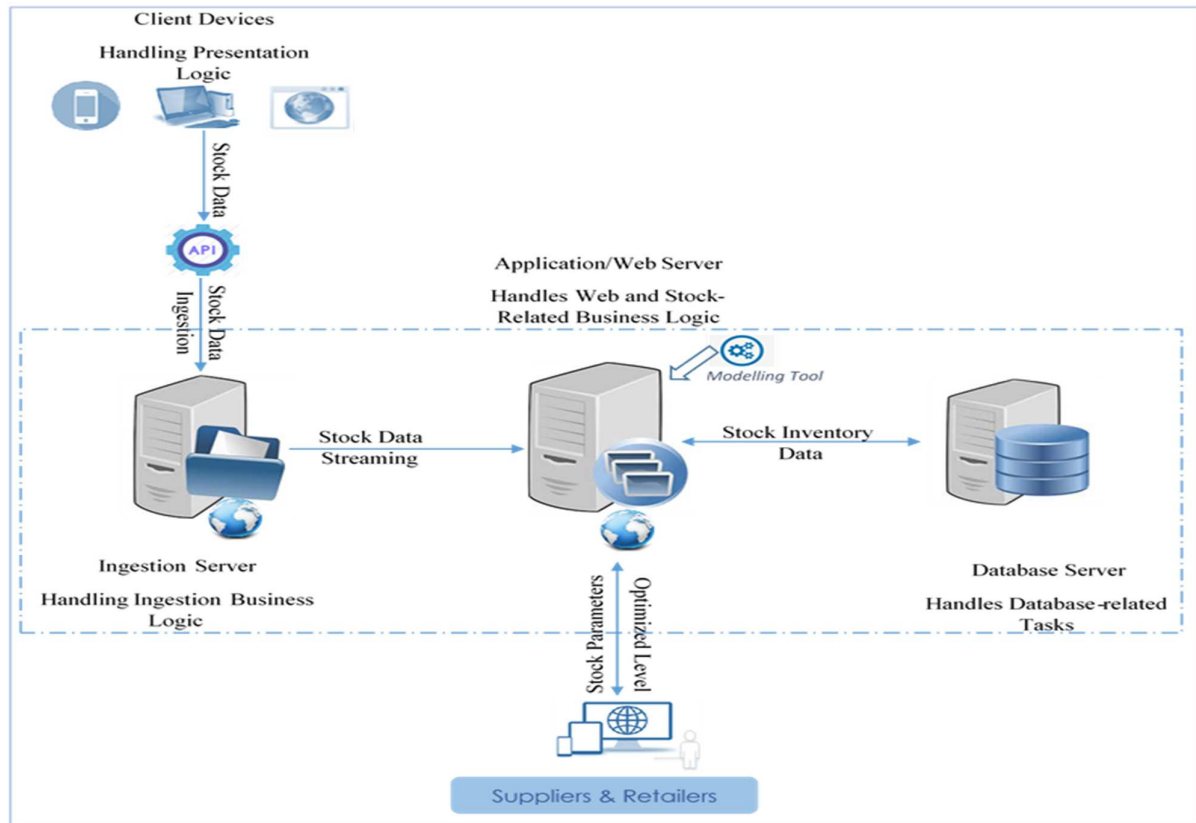 Client Devices
Handling Presentation
Logic
Stock Data
API
Stock Data
Ingestion
Application/Web Server
Handles Web and Stock-
Related Business Logic
Modelling Tool
Stock Data
Streaming
Stock Inventory
Data
Ingestion Server
Handling Ingestion Business
Logic
Database Server
Handles Database-related
Tasks
Stock Parameters
Optimized Level
Suppliers & Retailers